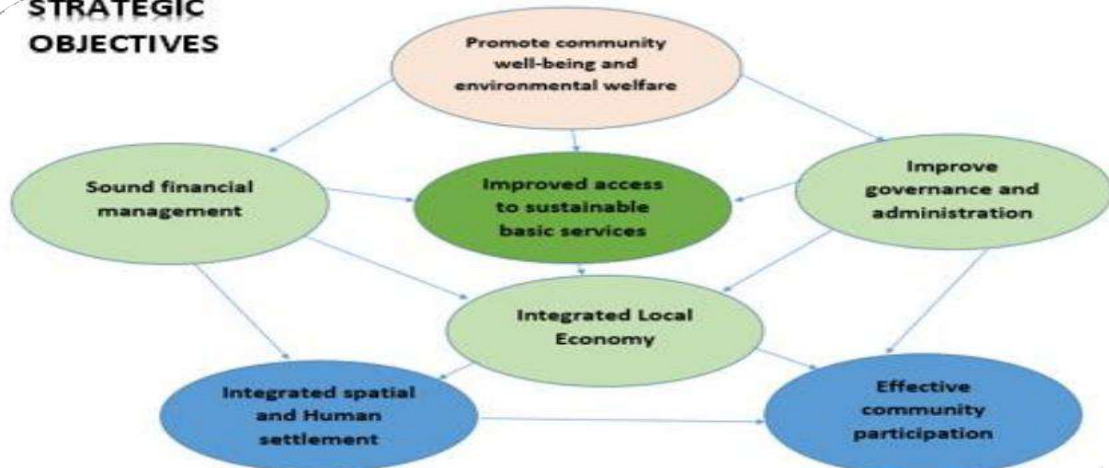 STRATEGIC
OBJECTIVES
Promote community
well-being and
environmental welfare
Sound financial
management
Improved access
to sustainable
basic services
Improve
governance and
administration
Integrated Local
Economy
Integrated spatial
and Human
settlement
Effective
community
participation